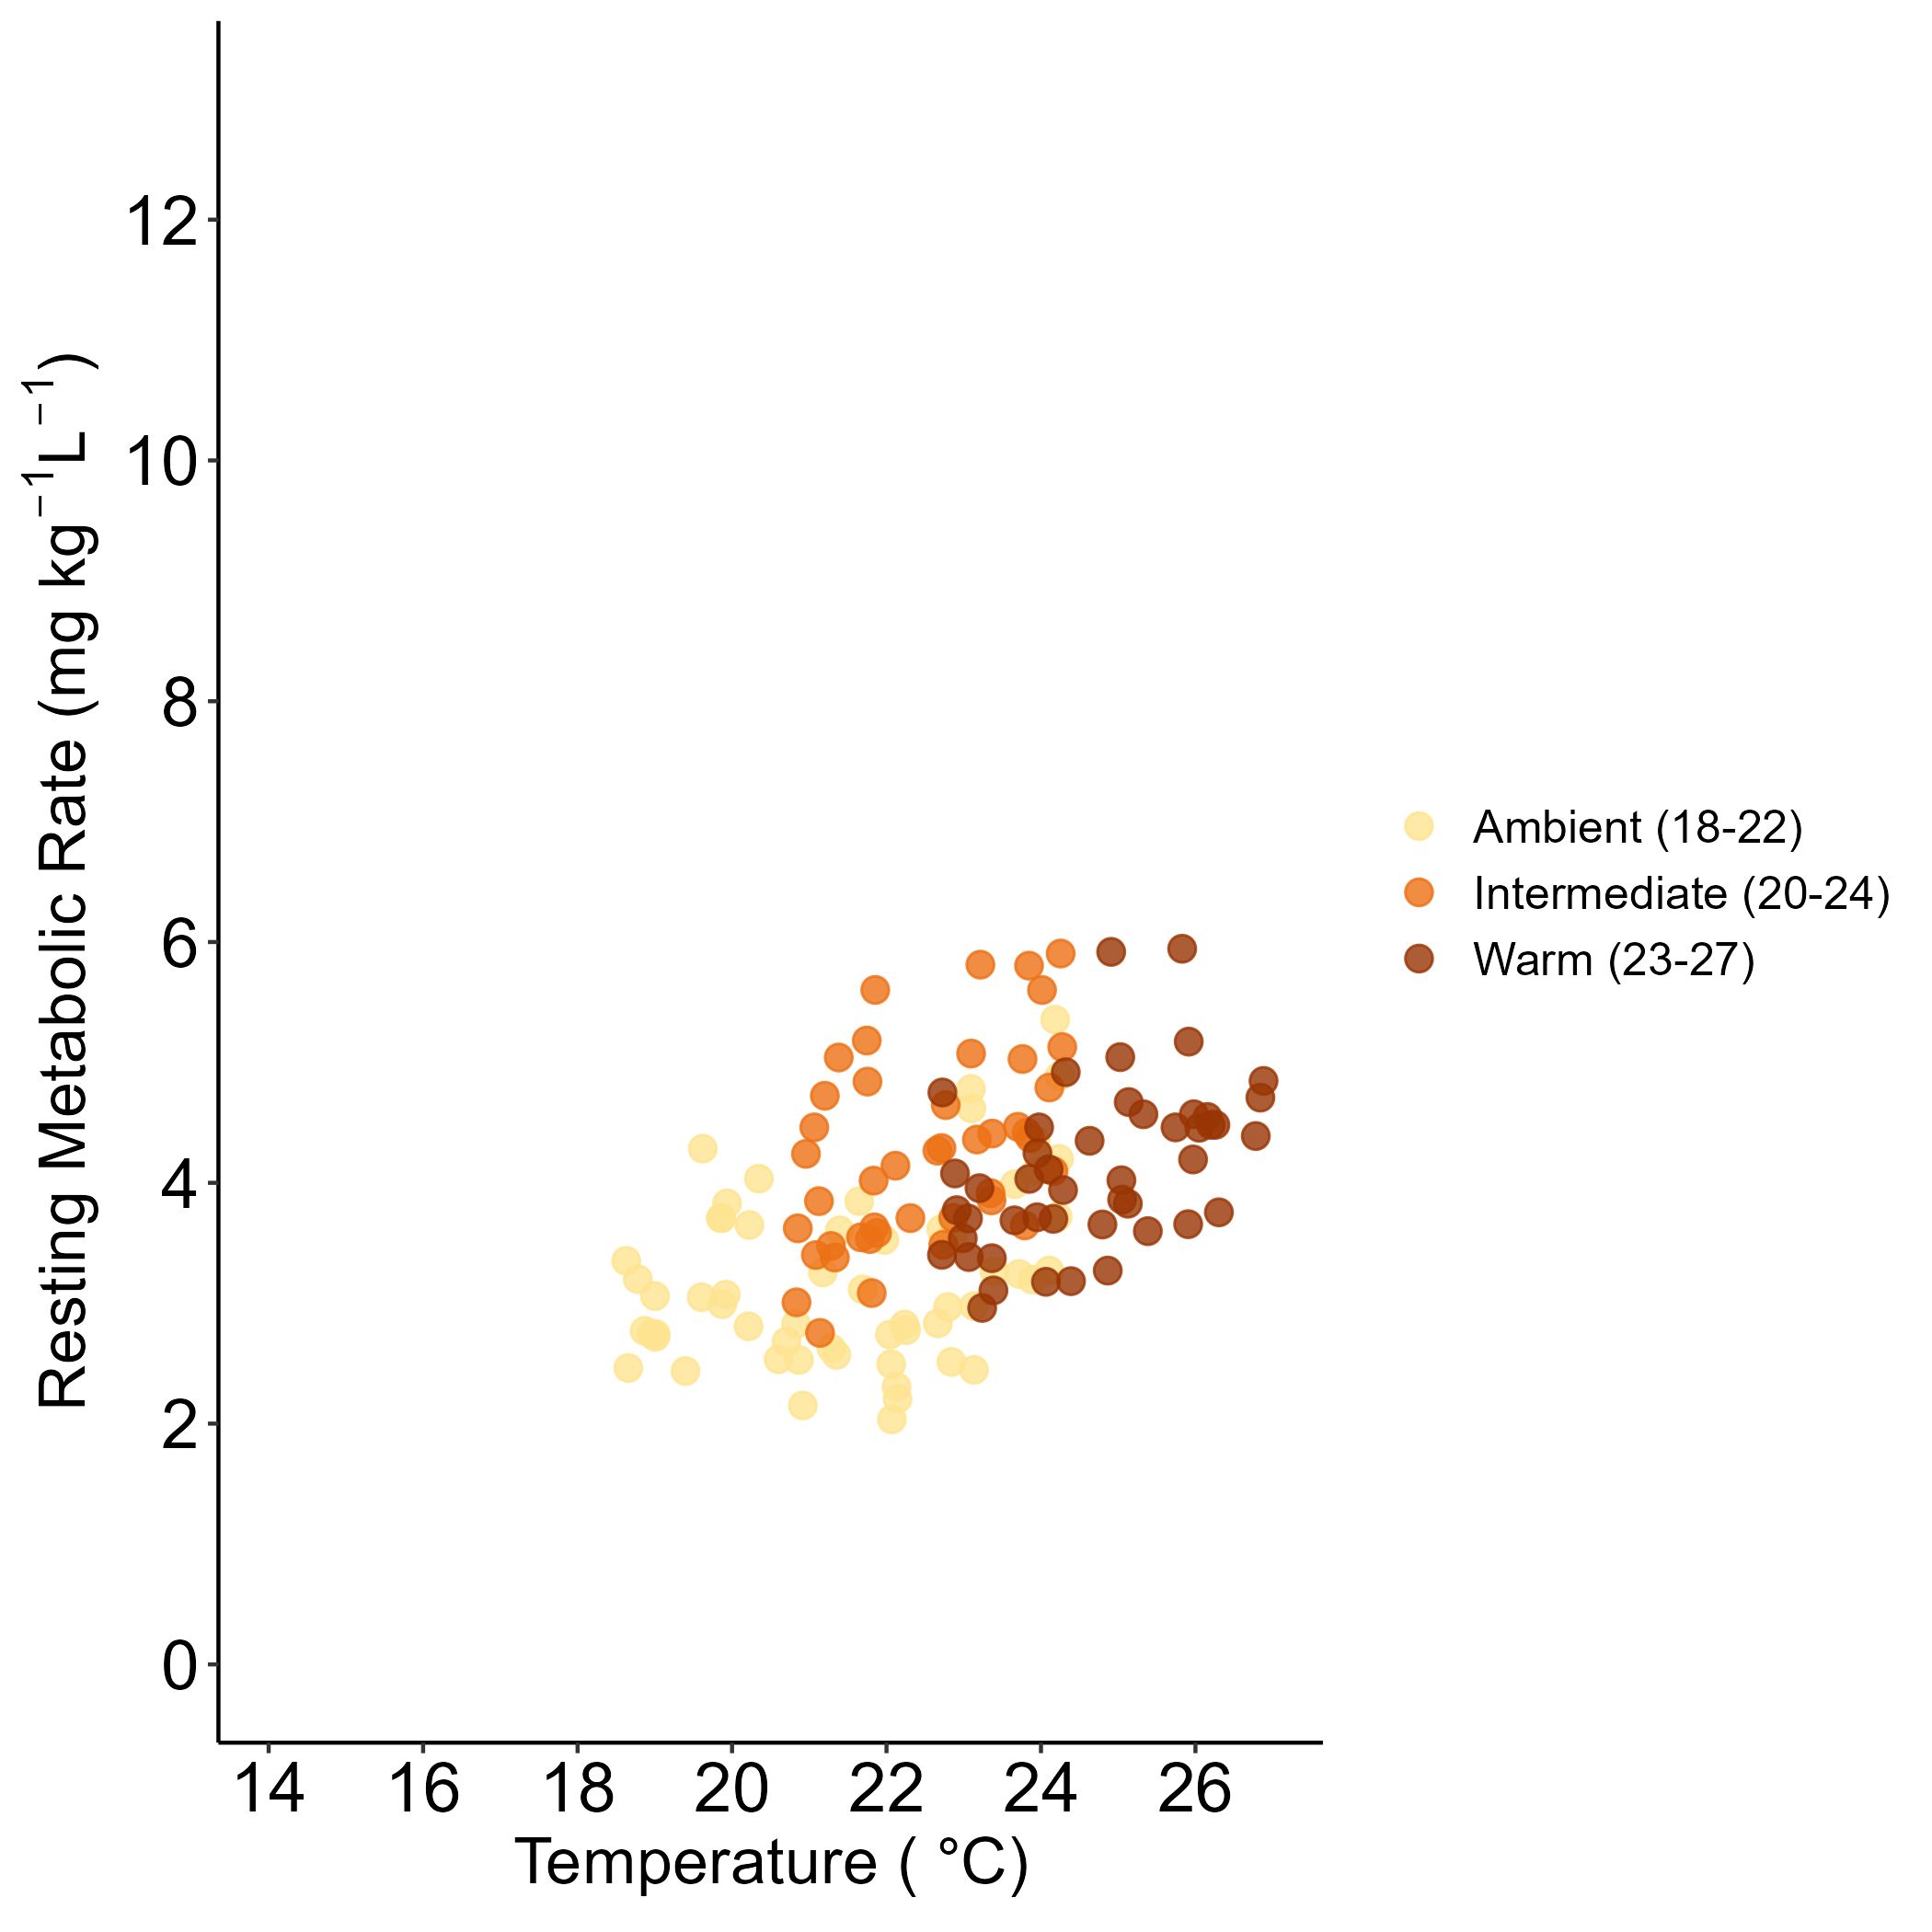 Resting Metabolic Rate (mg kg⁻¹L⁻¹)
12
10
8
6
4
2
0
14 16 18 20 22 24 26
Temperature ( °C)
Ambient (18-22)
Intermediate (20-24)
Warm (23-27)